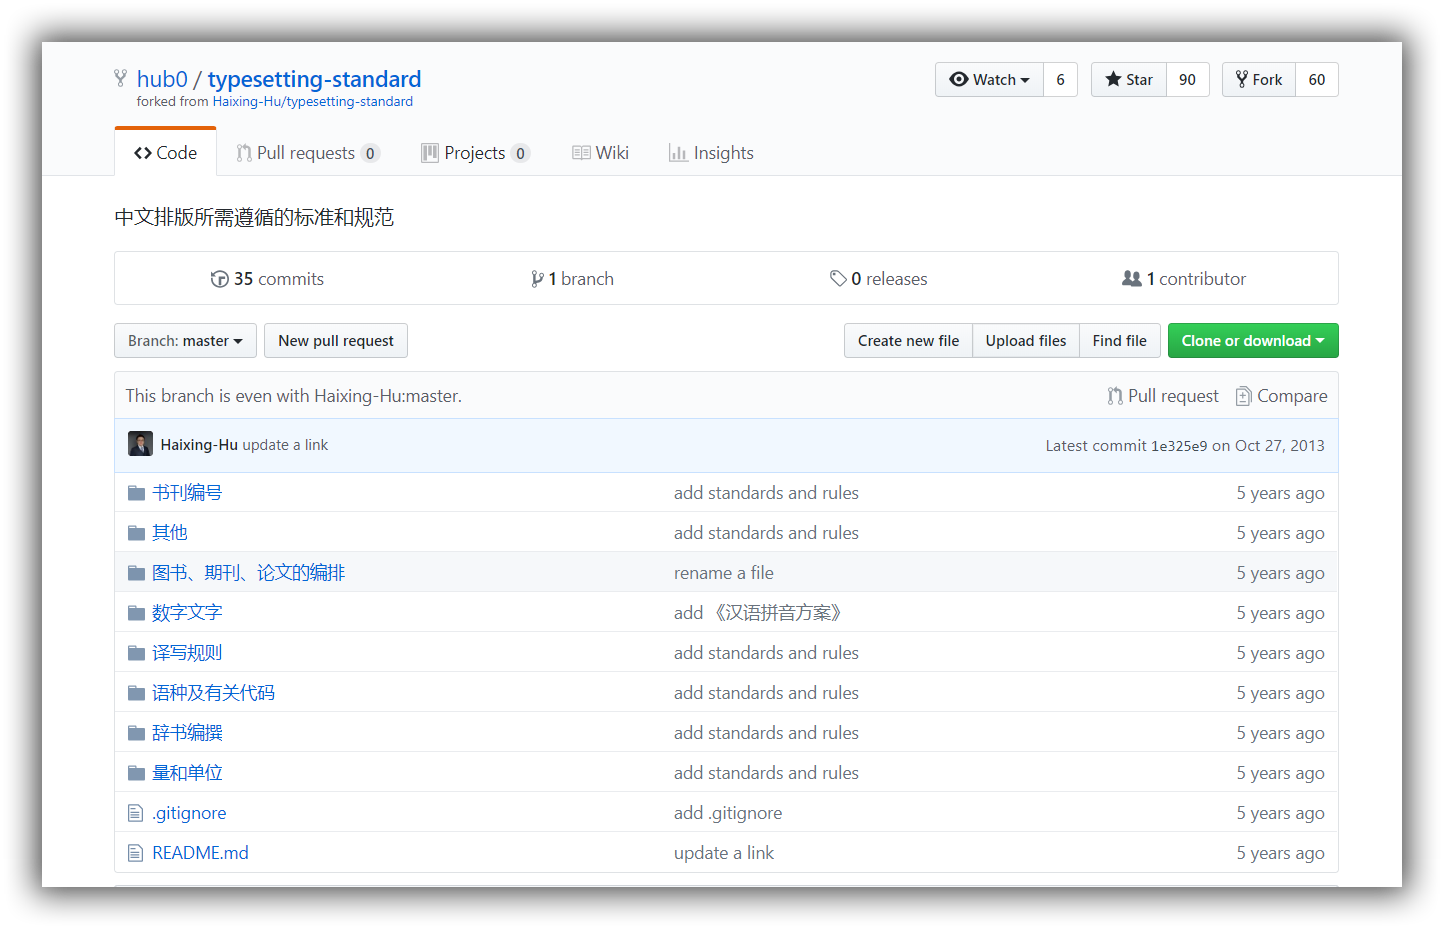 hub0 / typesetting-standard
Watch 6
Star 90
Fork 60
forked from Haixing-Hu/typesetting-standard
Code
Pull requests 0
Projects 0
Wiki
Insights
中文排版所需遵循的标准和规范
35 commits
1 branch
0 releases
1 contributor
Branch: master
New pull request
Create new file
Upload files
Find file
Clone or download
This branch is even with Haixing-Hu:master.
Pull request
Compare
Haixing-Hu update a link
Latest commit 1e325e9 on Oct 27, 2013
书刊编号 add standards and rules 5 years ago
其他 add standards and rules 5 years ago
图书、期刊、论文的编排 rename a file 5 years ago
数字文字 add 《汉语拼音方案》 5 years ago
译写规则 add standards and rules 5 years ago
语种及有关代码 add standards and rules 5 years ago
辞书编撰 add standards and rules 5 years ago
量和单位 add standards and rules 5 years ago
.gitignore add .gitignore 5 years ago
README.md update a link 5 years ago